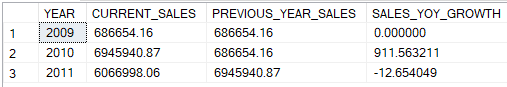 YEAR CURRENT_SALES PREVIOUS_YEAR_SALES SALES_YOY_GROWTH
1 2009 686654.16 686654.16 0.000000
2 2010 6945940.87 686654.16 911.563211
3 2011 6066998.06 6945940.87 -12.654049